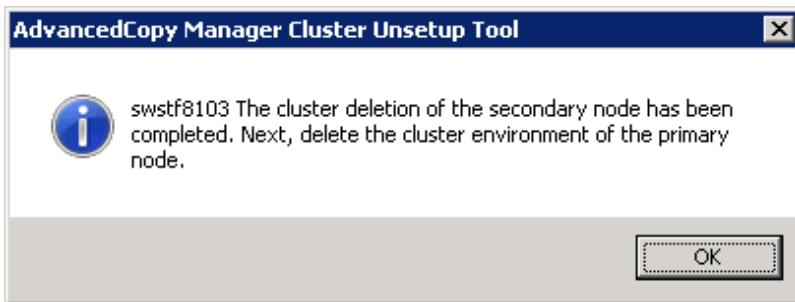 AdvancedCopy Manager Cluster Unsetup Tool
swstf8103 The cluster deletion of the secondary node has been
completed. Next, delete the cluster environment of the primary
node.
OK